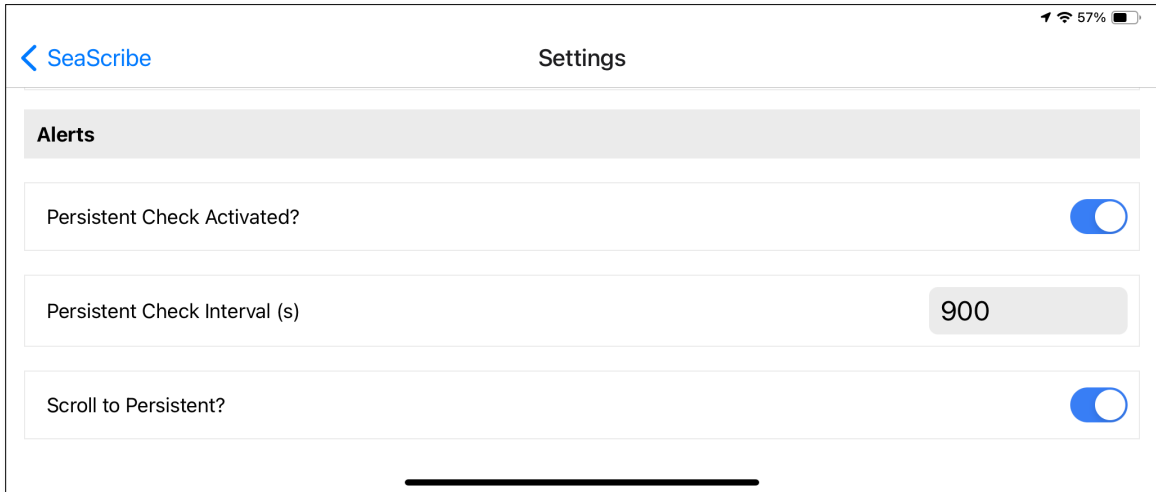 57%
SeaScribe Settings
Alerts
Persistent Check Activated?
Persistent Check Interval (s) 900
Scroll to Persistent?